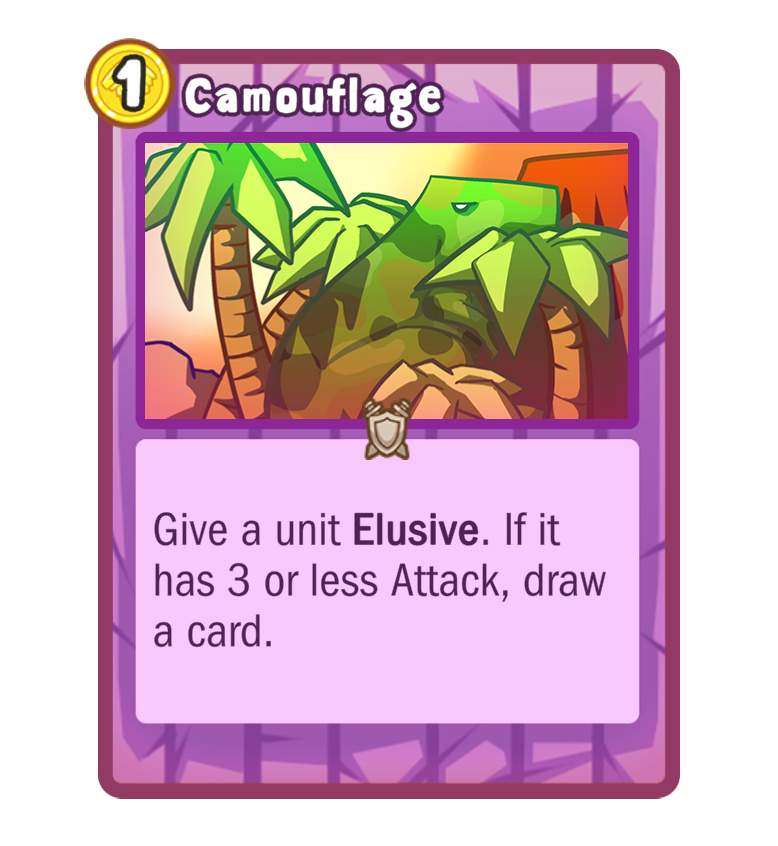 1
Camouflage
Give a unit Elusive. If it
has 3 or less Attack, draw
a card.